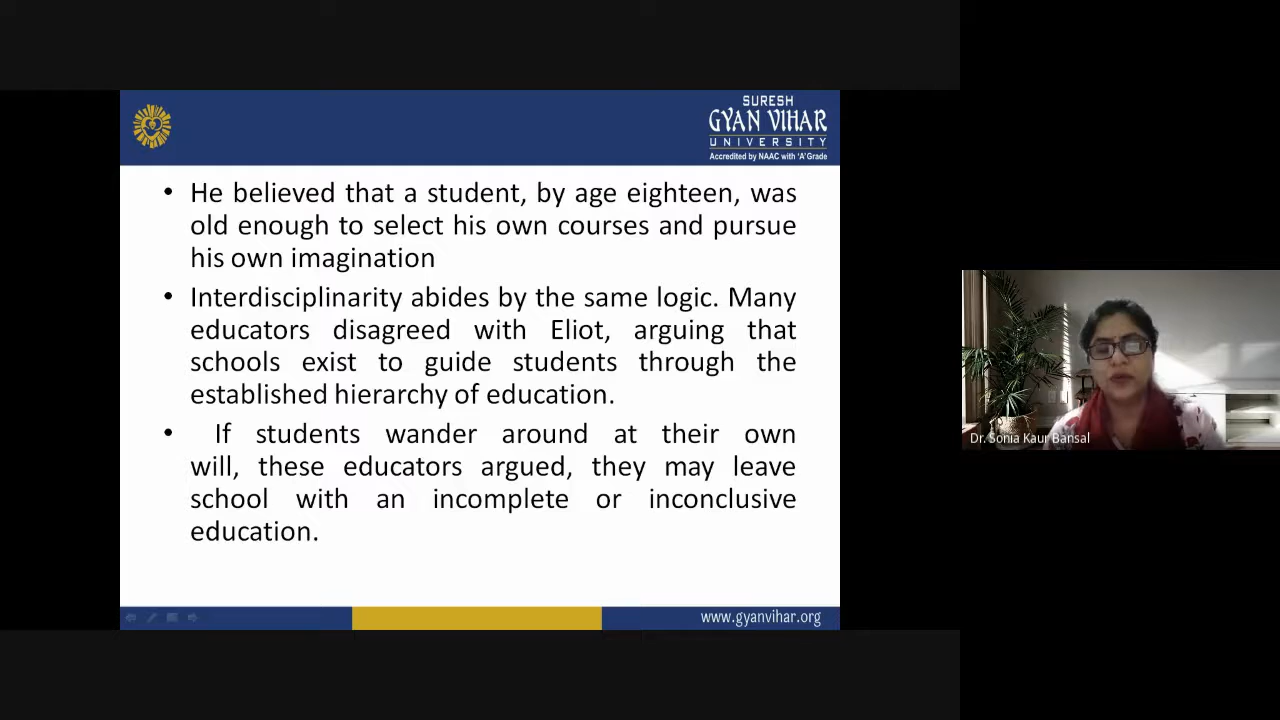 SURESH
GYAN VIHAR
UNIVERSITY
Accredited by NAAC with 'A' Grade
• He believed that a student, by age eighteen, was
old enough to select his own courses and pursue
his own imagination
• Interdisciplinarity abides by the same logic. Many
educators disagreed with Eliot, arguing that
schools exist to guide students through the
established hierarchy of education.
• If students wander around at their own
will, these educators argued, they may leave
school with an incomplete or inconclusive
education.
www.gyanvihar.org
Dr. Sonia Kaur Bansal